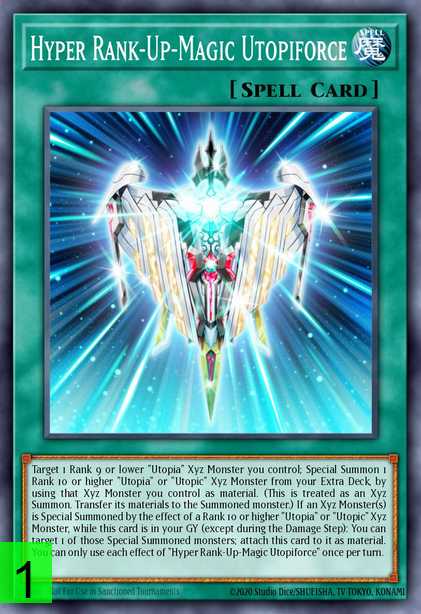 Hyper Rank-Up-Magic Utopiforce
SPELL
魔
[Spell Card]
Target 1 Rank 9 or lower "Utopia" Xyz Monster you control; Special Summon 1
Rank 10 or higher "Utopia" or "Utopic" Xyz Monster from your Extra Deck, by
using that Xyz Monster you control as material. (This is treated as an Xyz
Summon. Transfer its materials to the Summoned monster.) If an Xyz Monster(s)
is Special Summoned by the effect of a Rank 10 or higher "Utopia" or "Utopic" Xyz
Monster, while this card is in your GY (except during the Damage Step): You can
target 1 of those Special Summoned monsters; attach this card to it as material.
You can only use each effect of "Hyper Rank-Up-Magic Utopiforce" once per turn.
For Use in Sanctioned Tournaments
©2020 Studio Dice/SHUEISHA, TV TOKYO, KONAMI
1